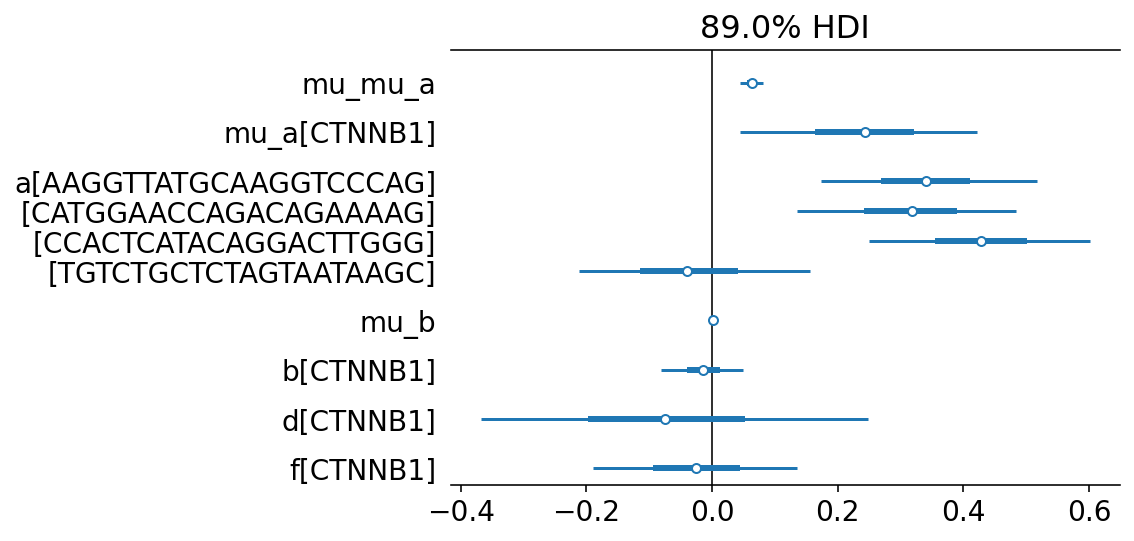 89.0% HDI
mu_mu_a
mu_a[CTNNB1]
a[AAGGTTATGCAAGGTCCCAG]
[CATGGAACCAGACAGAAAAG]
[CCACTCATACAGGACTTGGG]
[TGTCTGCTCTAGTAATAAGC]
mu_b
b[CTNNB1]
d[CTNNB1]
f[CTNNB1]
−0.4 −0.2 0.0 0.2 0.4 0.6